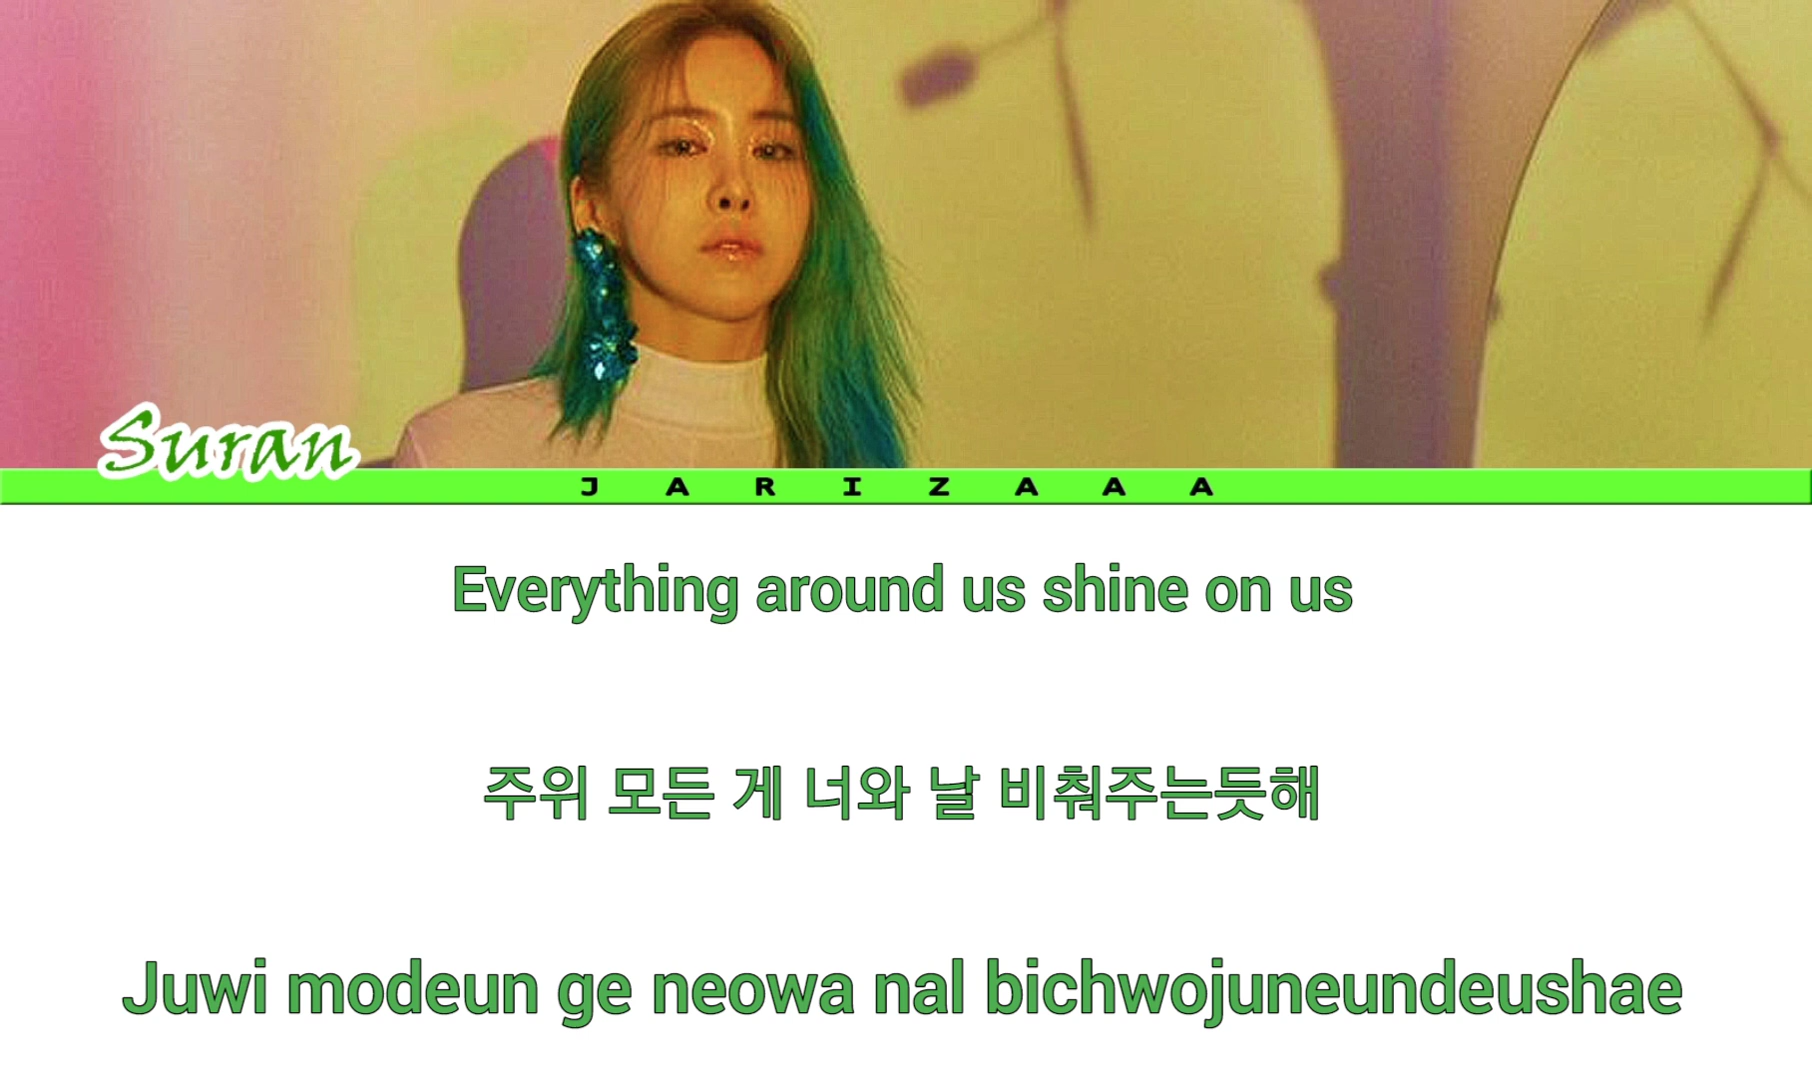 Suran
JARIZAAA
Everything around us shine on us
주위 모든 게 너와 날 비춰주는듯해
Juwi modeun ge neowa nal bichwojuneundeushae